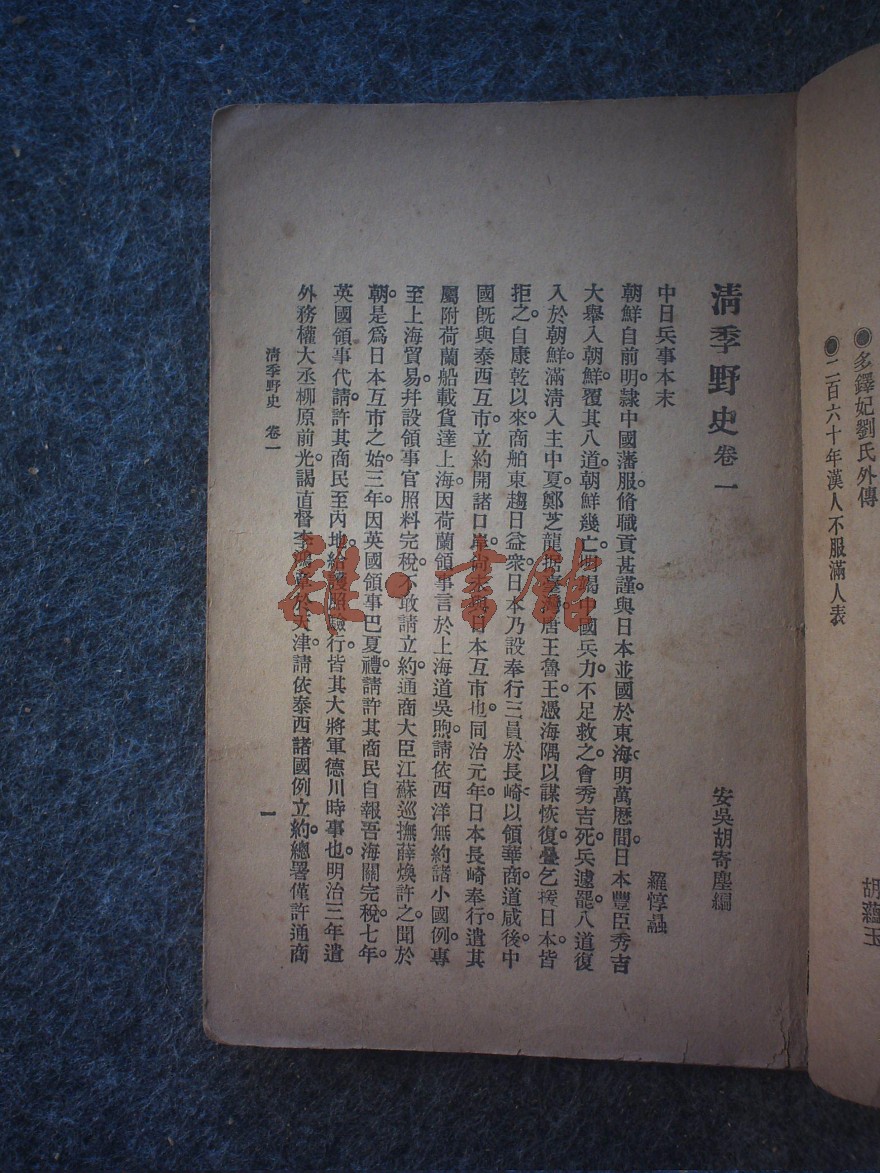 ●多鐸妃劉氏外傳
●二百六十年漢人不服滿人表
胡蘊玉
清季野史卷一
安吳胡寄塵編
中日兵事本末
羅惇曧
朝鮮自前明隸中國藩服脩職貢甚謹。與日本並國於東海、明萬厯間。日本豐臣秀吉
大舉入朝鮮。覆其八道。朝鮮幾亡。中國兵力不足救之。會秀吉死兵遽罷。八道復
入於朝鮮。滿清入主中夏。鄭芝龍據臺灣。唐王魯王。憑海隅以謀恢復。疊乞援日本。皆
拒之。自康乾以來。商舶東趨日益衆。日本乃設奉行三員於長崎、以領華商。道咸後。中
國既與泰西互市。立約開諸口岸。尚未與日本互市也。同治元年。日本長崎奉行。遣其
屬附荷蘭船載貨達上海。因荷蘭領事言於上海道吳煦。請依西洋無約諸小國例。專
至上海貿易。幷設領事官照料完稅。不敢請立約。通商大臣江蘇巡撫薛煥許之。聞於
朝。是爲日本互市之始。三年。因英國領事巴夏禮。請許其商民自報吾海關完稅。七年。
英國領事代請。許其商民至內地。給護照驗行。皆其大將軍德川時事也。明治三年遣
外務權大丞柳原前光。謁直督李鴻章於天津。請依泰西諸國例立約。總署僅許通商
清季野史 卷一
一
雜·書館